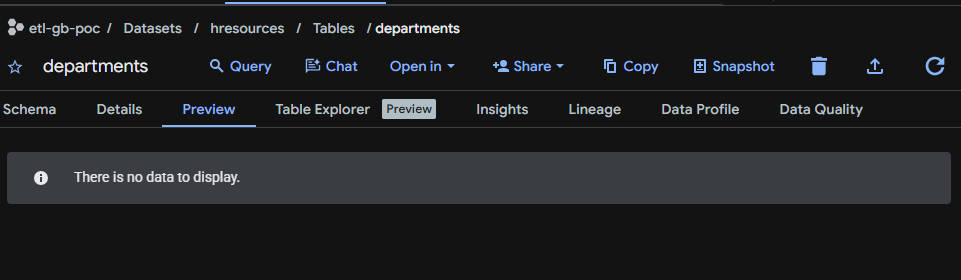 etl-gb-poc / Datasets / hresources / Tables / departments
departments Query Chat Open in Share Copy Snapshot
Schema Details Preview Table Explorer Preview Insights Lineage Data Profile Data Quality
There is no data to display.